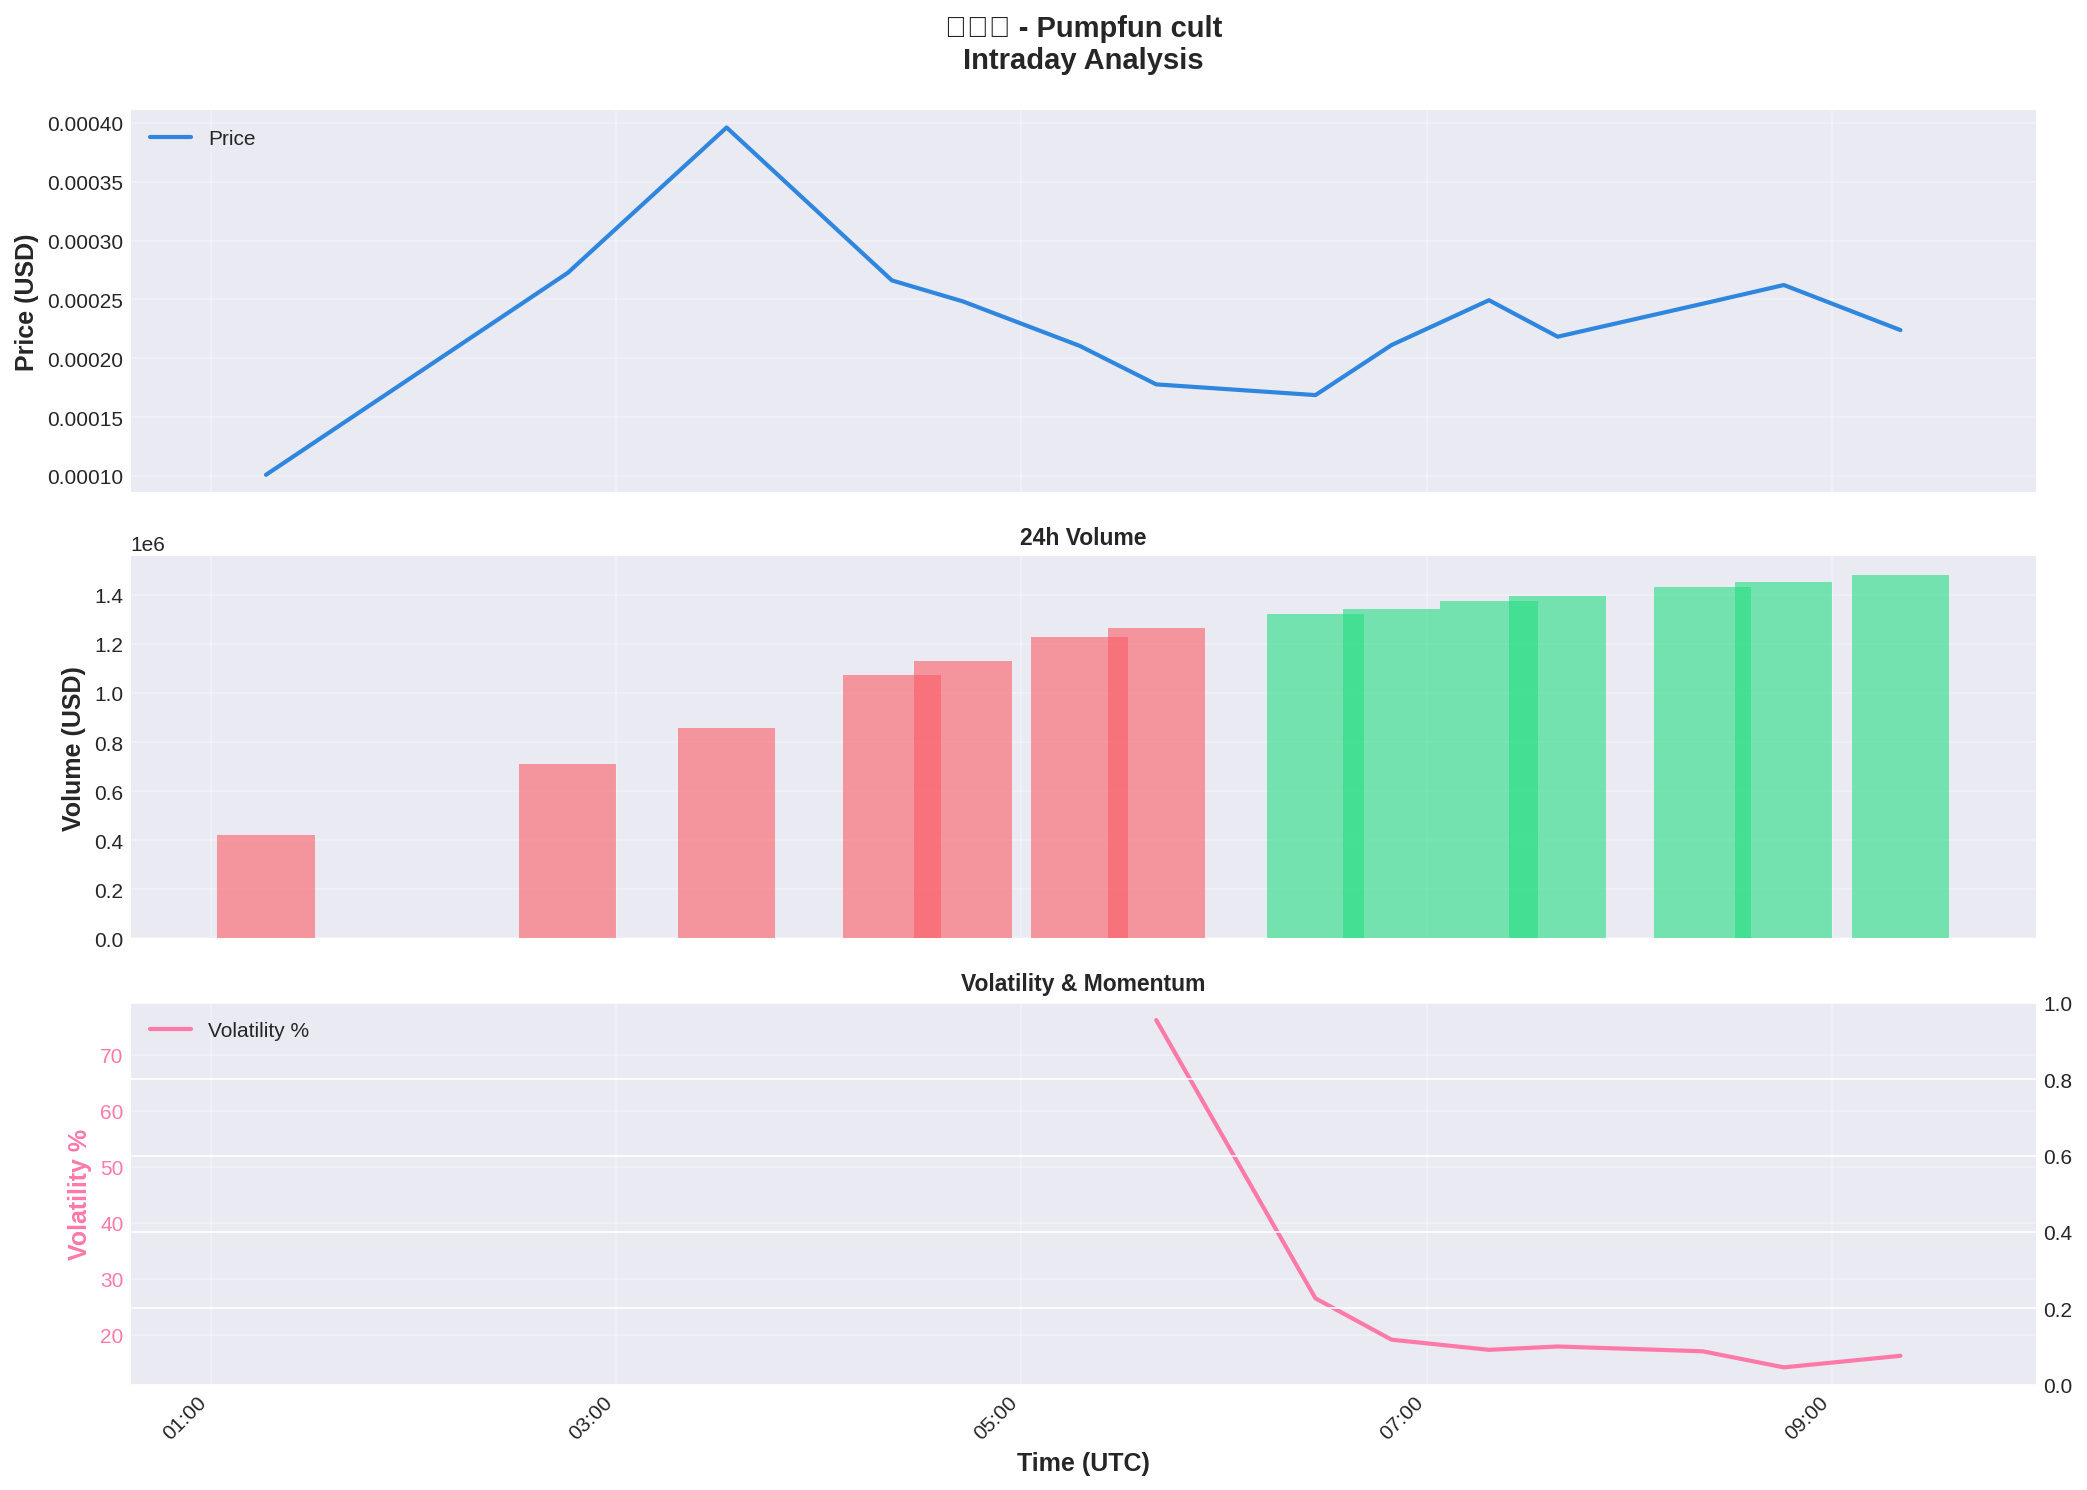 - Pumpfun cult
Intraday Analysis
Price
0.00040
0.00035
0.00030
0.00025
0.00020
0.00015
0.00010
Price (USD)
24h Volume
1e6
1.4
1.2
1.0
0.8
0.6
0.4
0.2
0.0
Volume (USD)
Volatility & Momentum
Volatility %
70
60
50
40
30
20
Volatility %
1.0
0.8
0.6
0.4
0.2
0.0
01:00
03:00
05:00
07:00
09:00
Time (UTC)